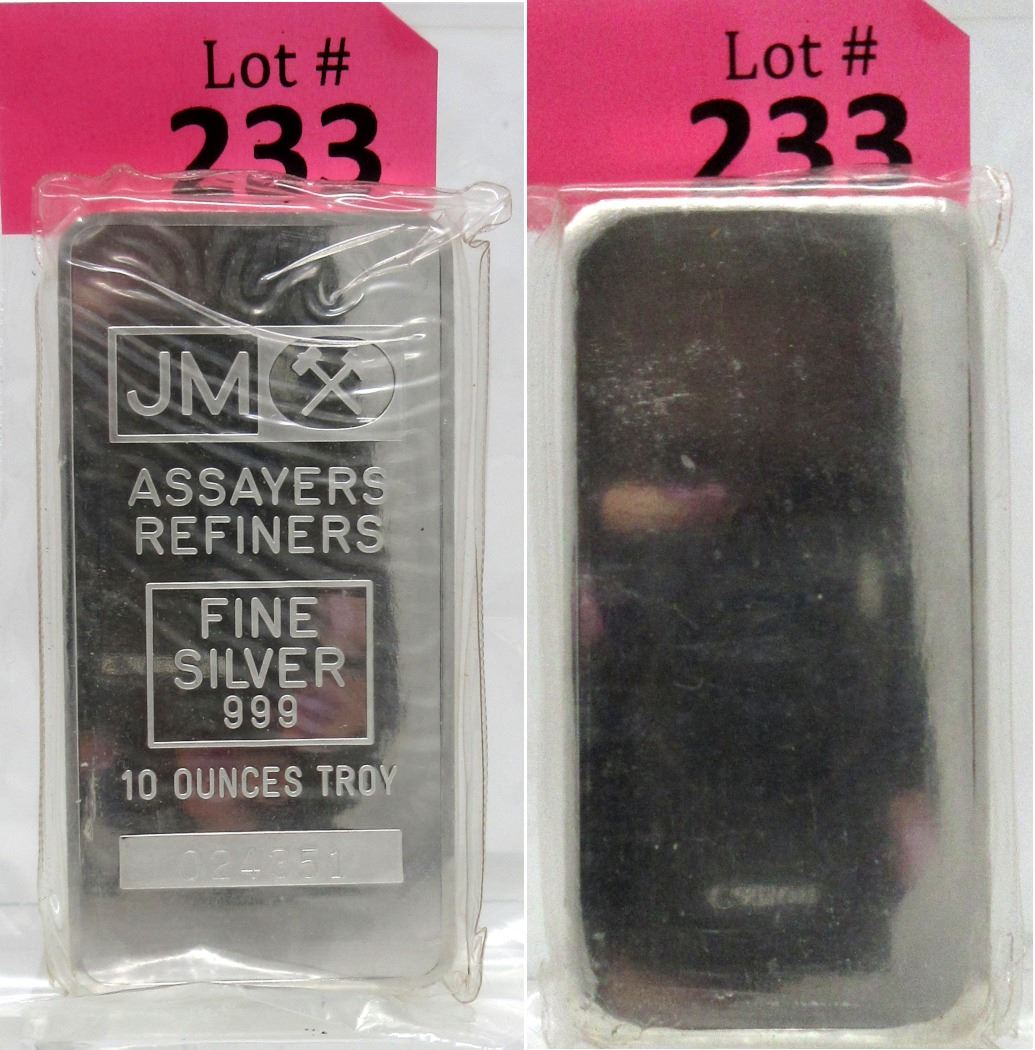 Lot #
233
JM
ASSAYERS
REFINERS
FINE
SILVER
999
10 OUNCES TROY
024351
Lot #
233